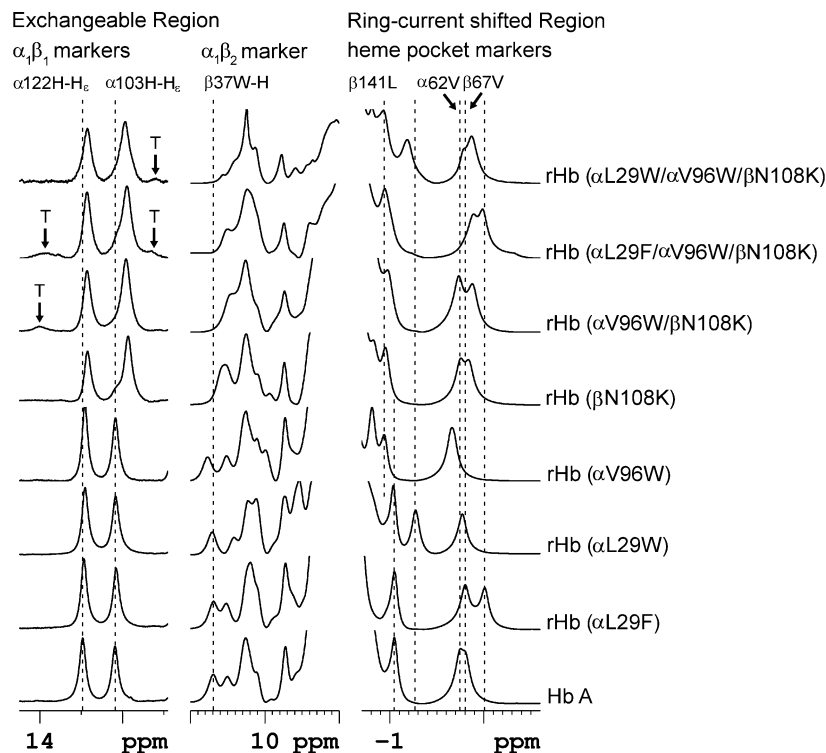 Exchangeable Region
Ring-current shifted Region
α₁β₁ markers
α₁β₂ marker
heme pocket markers
α122H-Hε
α103H-Hε
β37W-H
β141L
α62V
β67V
T
rHb (αL29W/αV96W/βN108K)
T
T
rHb (αL29F/αV96W/βN108K)
T
rHb (αV96W/βN108K)
rHb (βN108K)
rHb (αV96W)
rHb (αL29W)
rHb (αL29F)
Hb A
14
ppm
10
ppm
−1
ppm